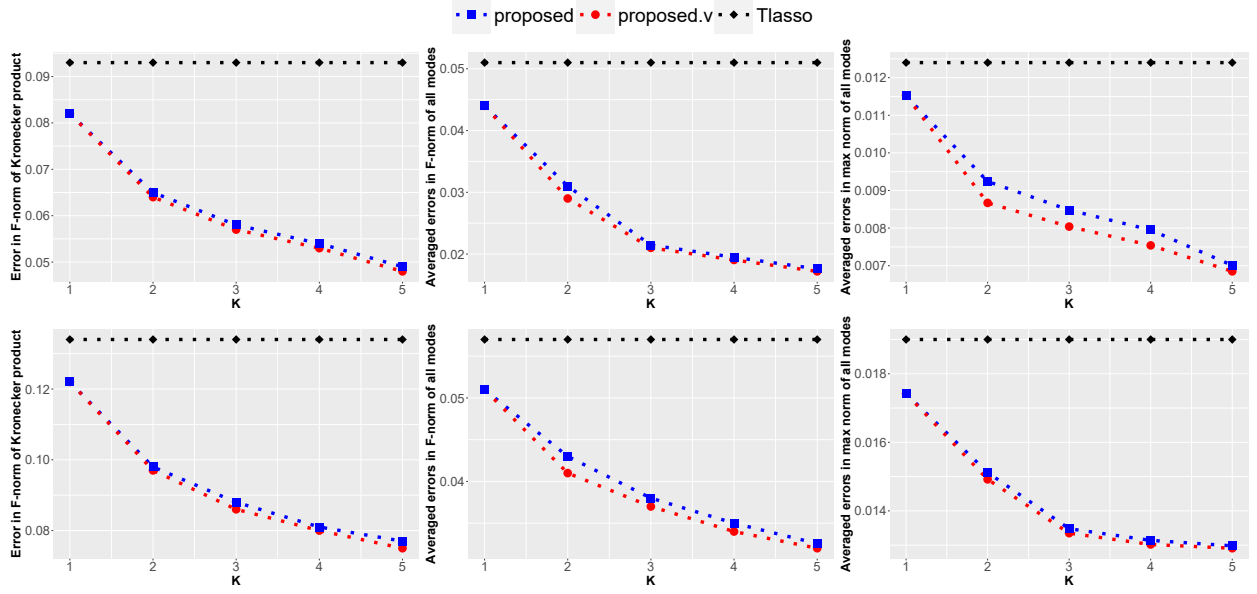 proposed proposed.v Tlasso
Error in F-norm of Kronecker product
0.09
0.08
0.07
0.06
0.05
1 2 3 4 5
K
Averaged errors in F-norm of all modes
0.05
0.04
0.03
0.02
1 2 3 4 5
K
Averaged errors in max norm of all modes
0.012
0.011
0.010
0.009
0.008
0.007
1 2 3 4 5
K
Error in F-norm of Kronecker product
0.12
0.10
0.08
1 2 3 4 5
K
Averaged errors in F-norm of all modes
0.05
0.04
1 2 3 4 5
K
Averaged errors in max norm of all modes
0.018
0.016
0.014
1 2 3 4 5
K